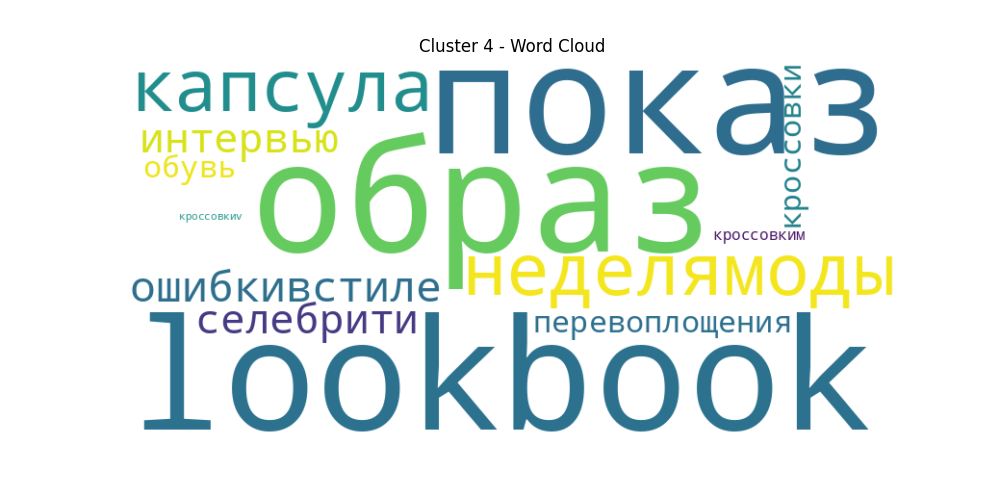 Cluster 4 - Word Cloud
капсула
показ
интервью
обувь
кроссовки
образ
кроссовкиv
кроссовким
неделямоды
ошибкивстиле
селебрити
перевоплощения
lookbook